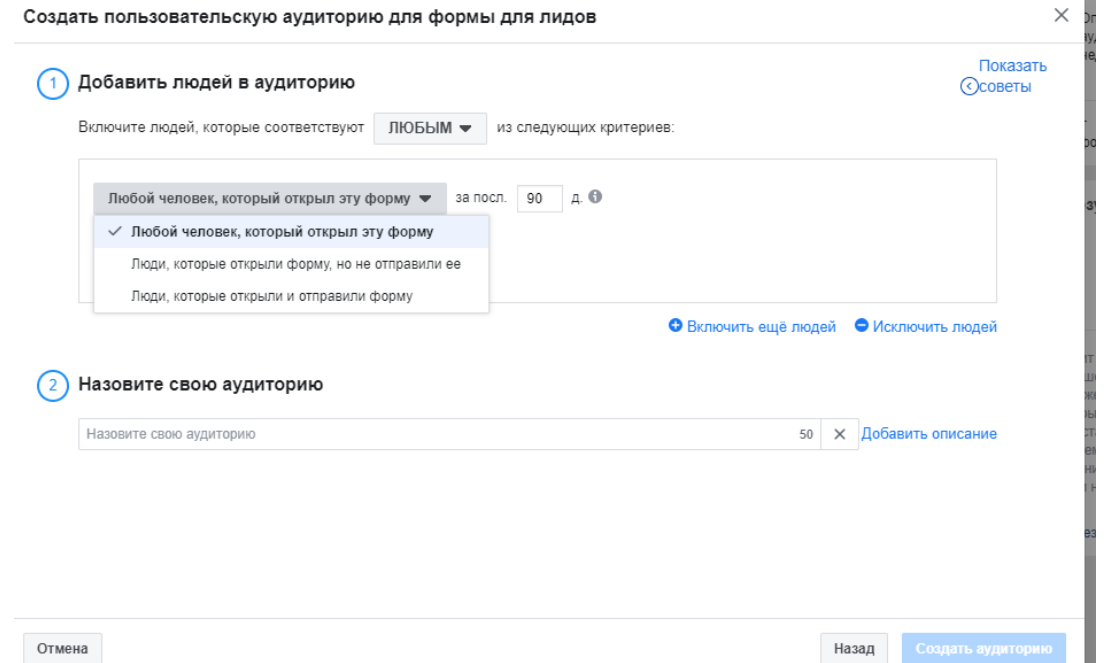 Создать пользовательскую аудиторию для формы для лидов
Показать
советы
1 Добавить людей в аудиторию
Включите людей, которые соответствуют ЛЮБЫМ из следующих критериев:
Любой человек, который открыл эту форму за посл. 90 д.
Любой человек, который открыл эту форму
Люди, которые открыли форму, но не отправили ее
Люди, которые открыли и отправили форму
Включить ещё людей Исключить людей
2 Назовите свою аудиторию
Назовите свою аудиторию 50 Добавить описание
Отмена Назад Создать аудиторию